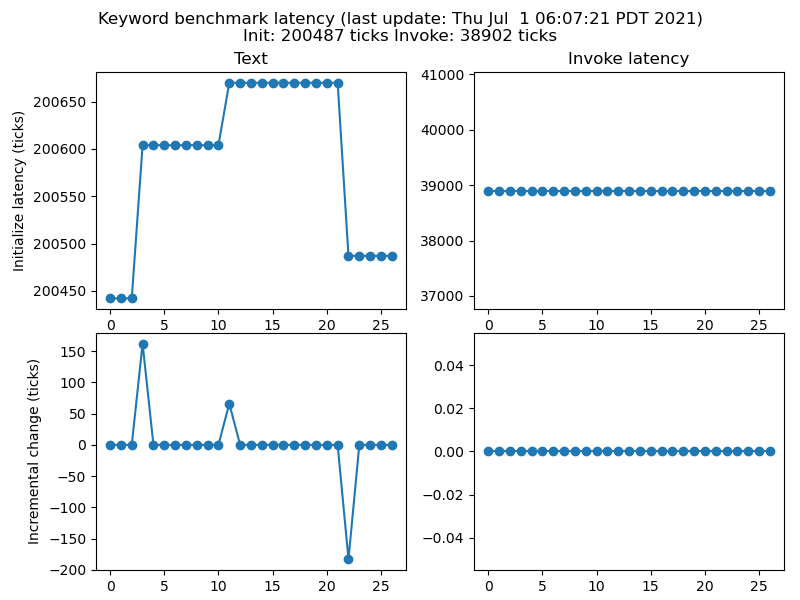 Keyword benchmark latency (last update: Thu Jul  1 06:07:21 PDT 2021)
Init: 200487 ticks Invoke: 38902 ticks
Text
Initialize latency (ticks)
200650
200600
200550
200500
200450
0 5 10 15 20 25
Invoke latency
41000
40000
39000
38000
37000
0 5 10 15 20 25
Incremental change (ticks)
150
100
50
0
−50
−100
−150
−200
0 5 10 15 20 25
0.04
0.02
0.00
−0.02
−0.04
0 5 10 15 20 25